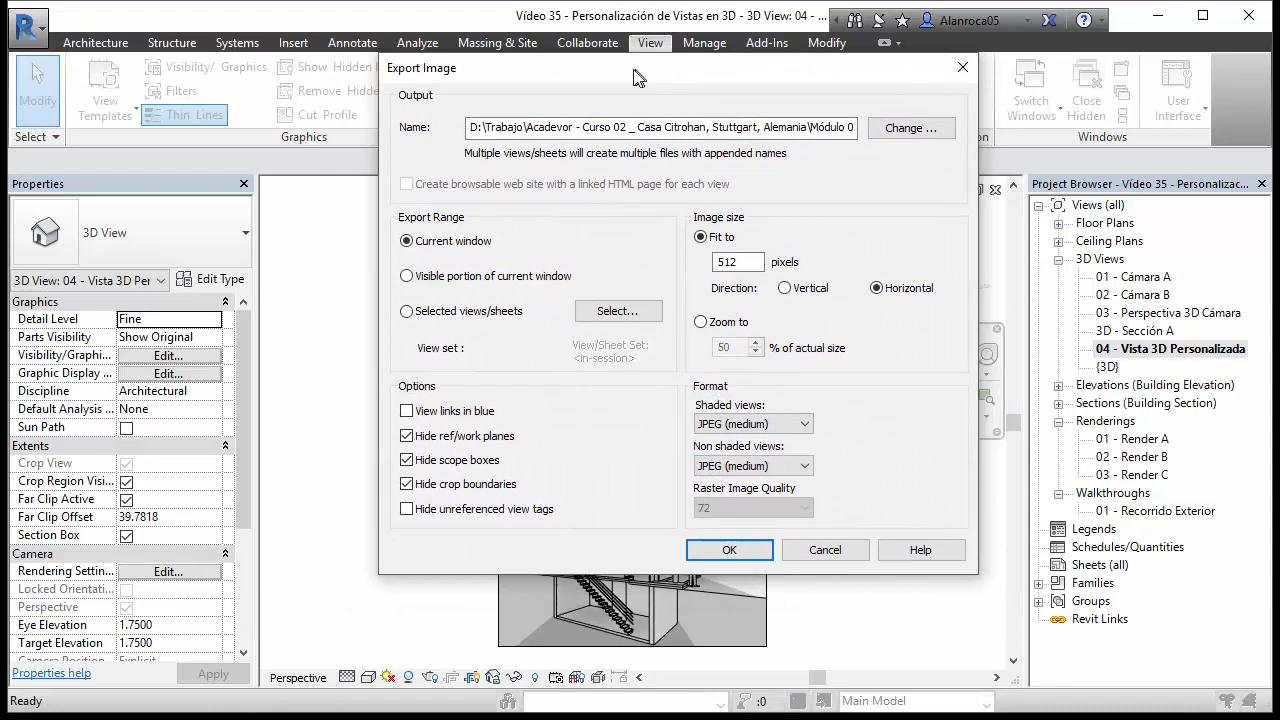 Vídeo 35 - Personalización de Vistas en 3D - 3D View: 04 - ...
Alanroca05
Architecture Structure Systems Insert Annotate Analyze Massing & Site Collaborate View Manage Add-Ins Modify
Modify
View
Templates
Visibility/ Graphics
Filters
Thin Lines
Show Hidden
Remove Hidde
Cut Profile
Switch
Windows
Close
Hidden
User
Interface
Select
Graphics
Windows
Export Image
Output
Name:
D:\Trabajo\Acadevor - Curso 02 _ Casa Citrohan, Stuttgart, Alemania\Módulo 0
Change ...
Multiple views/sheets will create multiple files with appended names
Create browsable web site with a linked HTML page for each view
Export Range
Current window
Visible portion of current window
Selected views/sheets
Select...
View set :
View/Sheet Set:
<in-session>
Image size
Fit to
512 pixels
Direction: Vertical Horizontal
Zoom to
50 % of actual size
Options
View links in blue
Hide ref/work planes
Hide scope boxes
Hide crop boundaries
Hide unreferenced view tags
Format
Shaded views:
JPEG (medium)
Non shaded views:
JPEG (medium)
Raster Image Quality
72
OK Cancel Help
Properties
3D View
3D View: 04 - Vista 3D Per
Edit Type
Graphics
Detail Level Fine
Parts Visibility Show Original
Visibility/Graphi... Edit...
Graphic Display ... Edit...
Discipline Architectural
Default Analysis ... None
Sun Path
Extents
Crop View
Crop Region Visi...
Far Clip Active
Far Clip Offset 39.7818
Section Box
Camera
Rendering Settin... Edit...
Locked Orientati...
Perspective
Eye Elevation 1.7500
Target Elevation 1.7500
Camera Position Explicit
Properties help
Apply
Project Browser - Vídeo 35 - Personalizac...
Views (all)
Floor Plans
Ceiling Plans
3D Views
01 - Cámara A
02 - Cámara B
03 - Perspectiva 3D Cámara
3D - Sección A
04 - Vista 3D Personalizada
{3D}
Elevations (Building Elevation)
Sections (Building Section)
Renderings
01 - Render A
02 - Render B
03 - Render C
Walkthroughs
01 - Recorrido Exterior
Legends
Schedules/Quantities
Sheets (all)
Families
Groups
Revit Links
Perspective
Ready
:0
Main Model